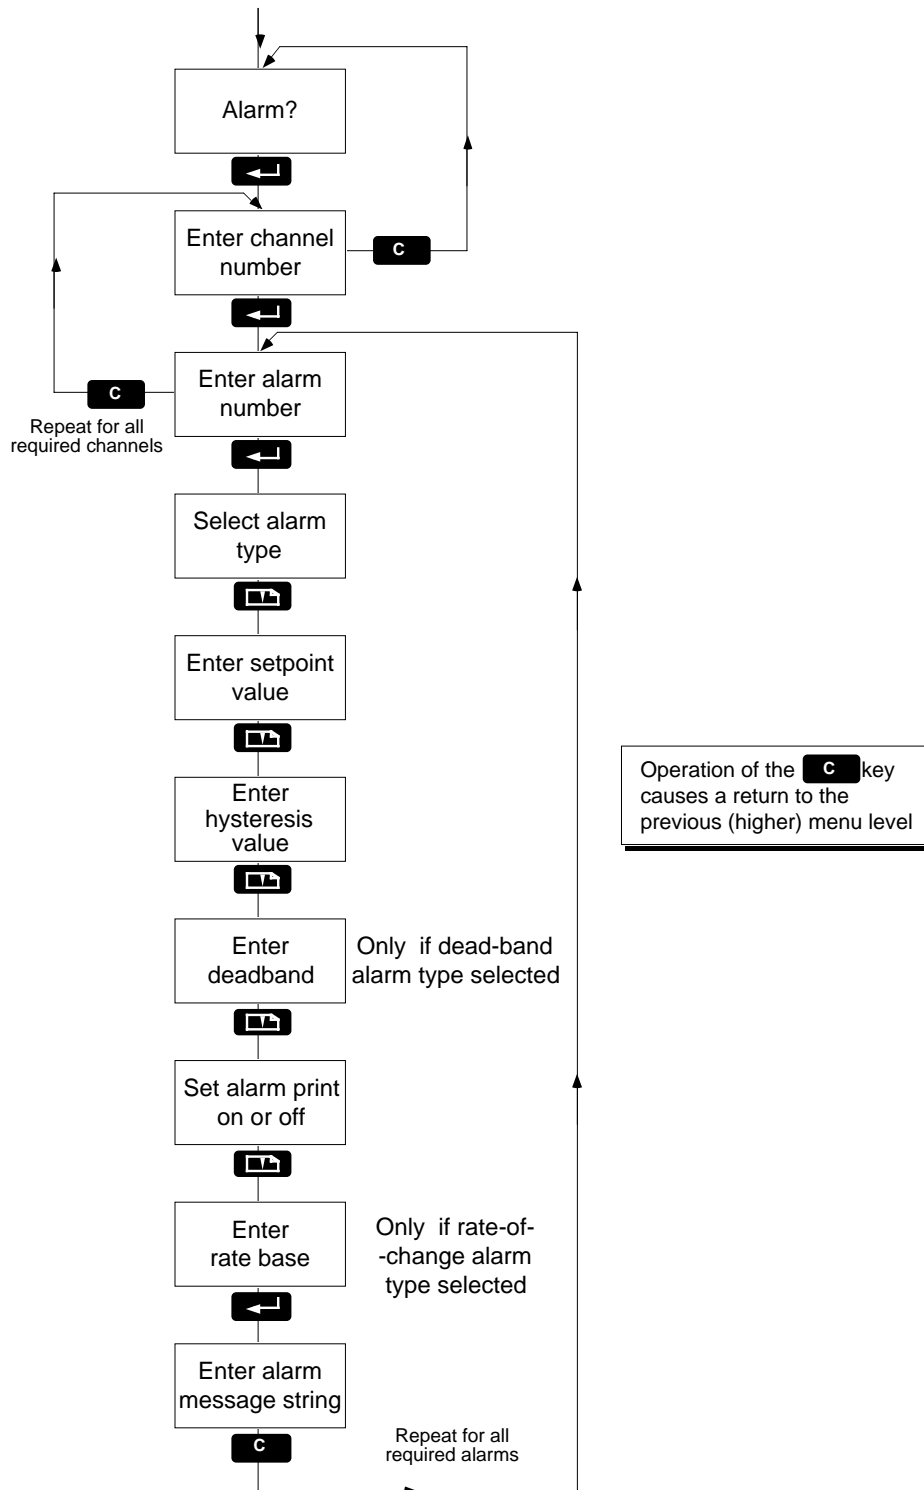 Alarm?
Enter channel
number
C
Enter alarm
number
C
Repeat for all
required channels
Select alarm
type
Enter setpoint
value
Operation of the C key
causes a return to the
previous (higher) menu level
Enter
hysteresis
value
Enter
deadband
Only if dead-band
alarm type selected
Set alarm print
on or off
Enter
rate base
Only if rate-of-
-change alarm
type selected
Enter alarm
message string
C
Repeat for all
required alarms